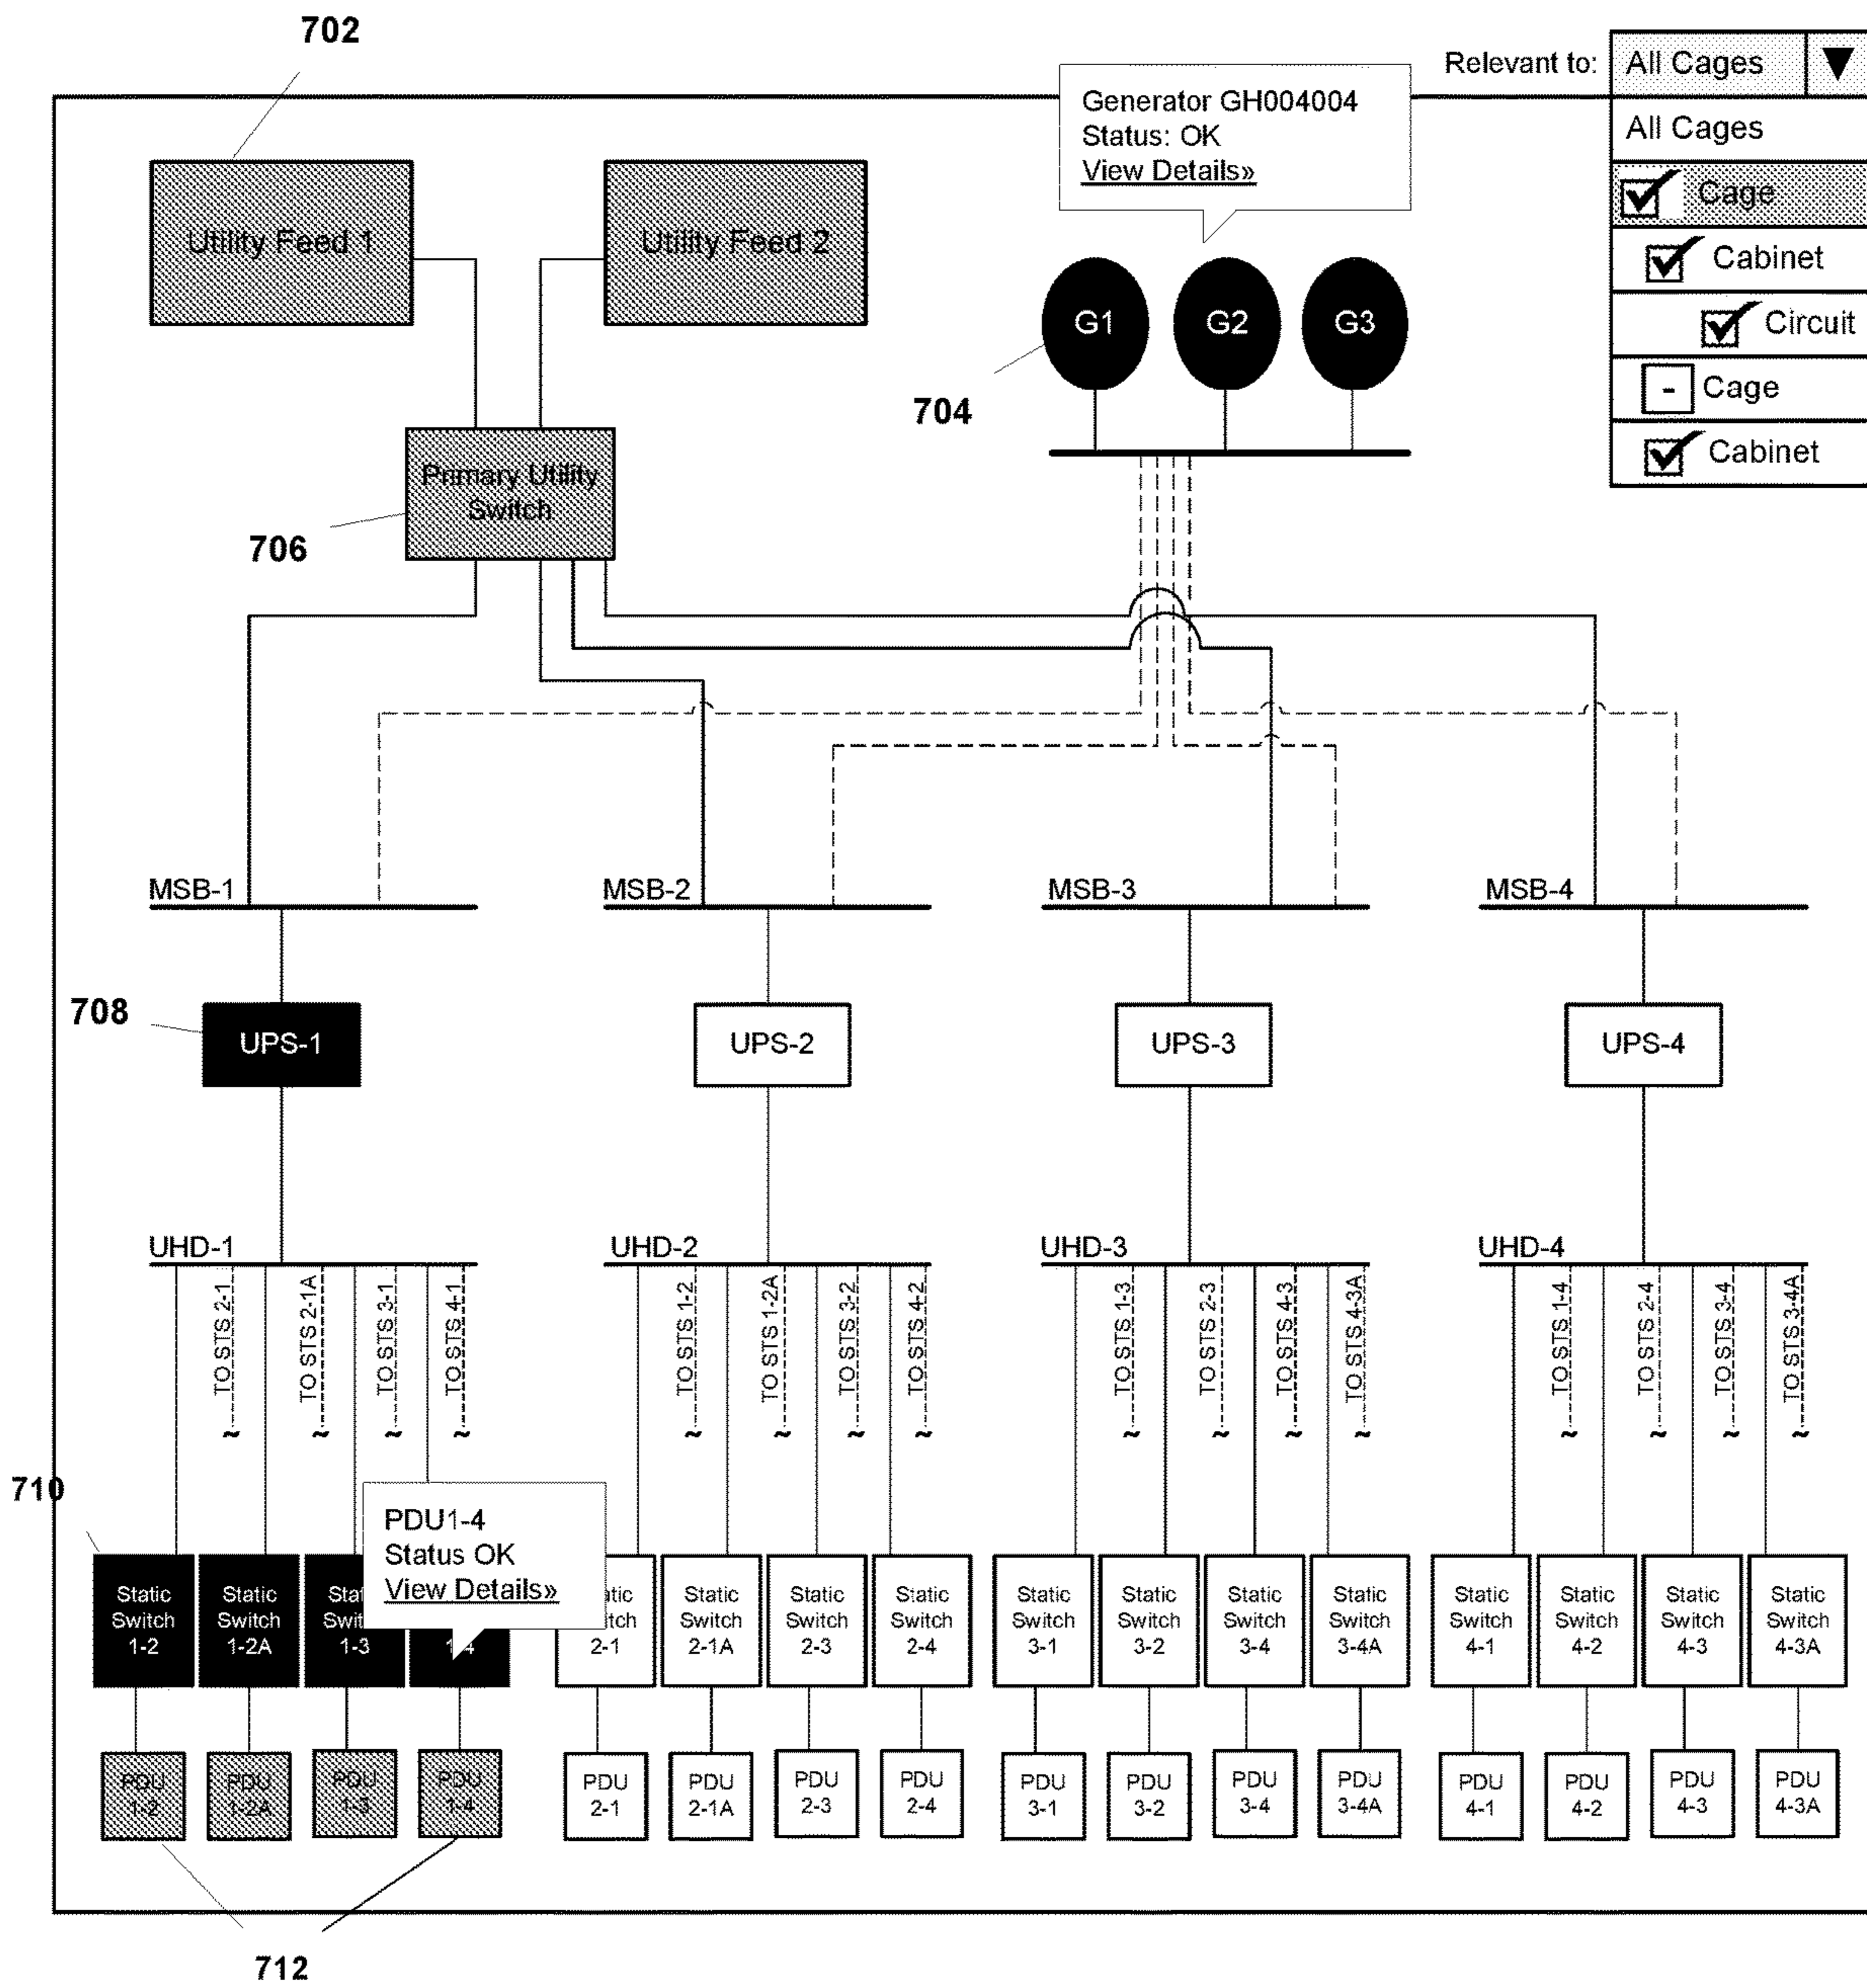 702
Relevant to:
All Cages
All Cages
Cage
Cabinet
Circuit
-
Cage
Cabinet
Generator GH004004
Status: OK
View Details»
Utility Feed 1
Utility Feed 2
G1
G2
G3
704
Primary Utility
Switch
706
MSB-1
MSB-2
MSB-3
MSB-4
708
UPS-1
UPS-2
UPS-3
UPS-4
UHD-1
UHD-2
UHD-3
UHD-4
TO STS 2-1
TO STS 2-1A
TO STS 3-1
TO STS 4-1
TO STS 1-2
TO STS 1-2A
TO STS 3-2
TO STS 4-2
TO STS 1-3
TO STS 2-3
TO STS 4-3
TO STS 4-3A
TO STS 1-4
TO STS 2-4
TO STS 3-4
TO STS 3-4A
~ ~ ~ ~
~ ~ ~ ~
~ ~ ~ ~
~ ~ ~ ~
710
PDU1-4
Status OK
View Details»
Static
Switch
1-2
Static
Switch
1-2A
1-3
1-4
2-1
Static
Switch
2-1A
Static
Switch
2-3
Static
Switch
2-4
Static
Switch
3-1
Static
Switch
3-2
Static
Switch
3-4
Static
Switch
3-4A
Static
Switch
4-1
Static
Switch
4-2
Static
Switch
4-3
Static
Switch
4-3A
PDU
1-2
PDU
1-2A
PDU
1-3
PDU
1-4
PDU
2-1
PDU
2-1A
PDU
2-3
PDU
2-4
PDU
3-1
PDU
3-2
PDU
3-4
PDU
3-4A
PDU
4-1
PDU
4-2
PDU
4-3
PDU
4-3A
712